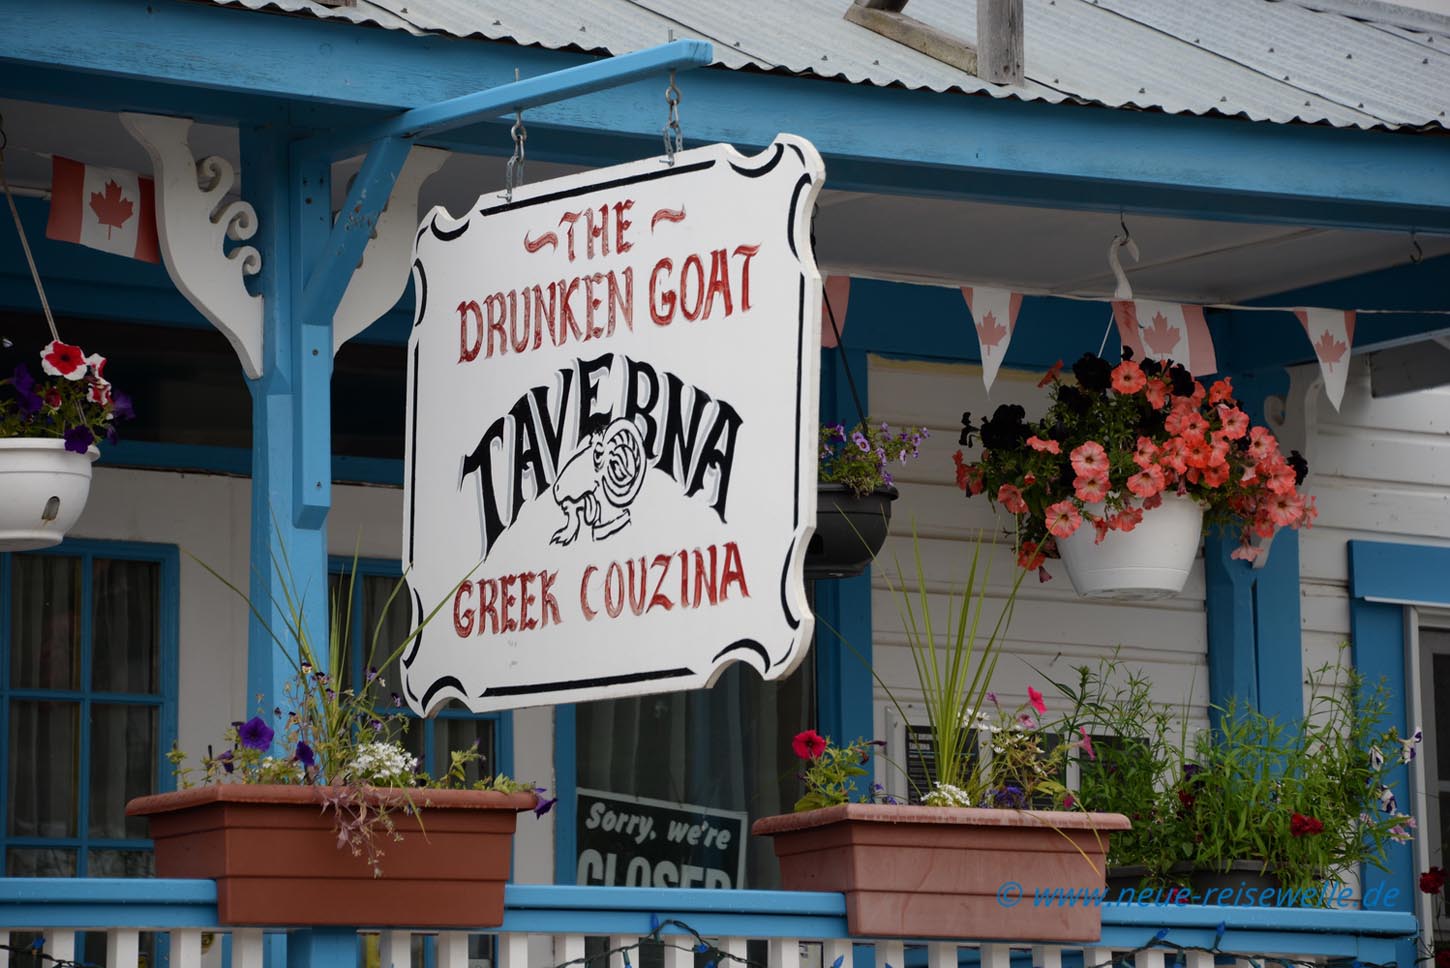 ~THE~
DRUNKEN GOAT
TAVERNA
GREEK COUZINA
Sorry, we're
CLOSED
© www.neue-reisewelle.de